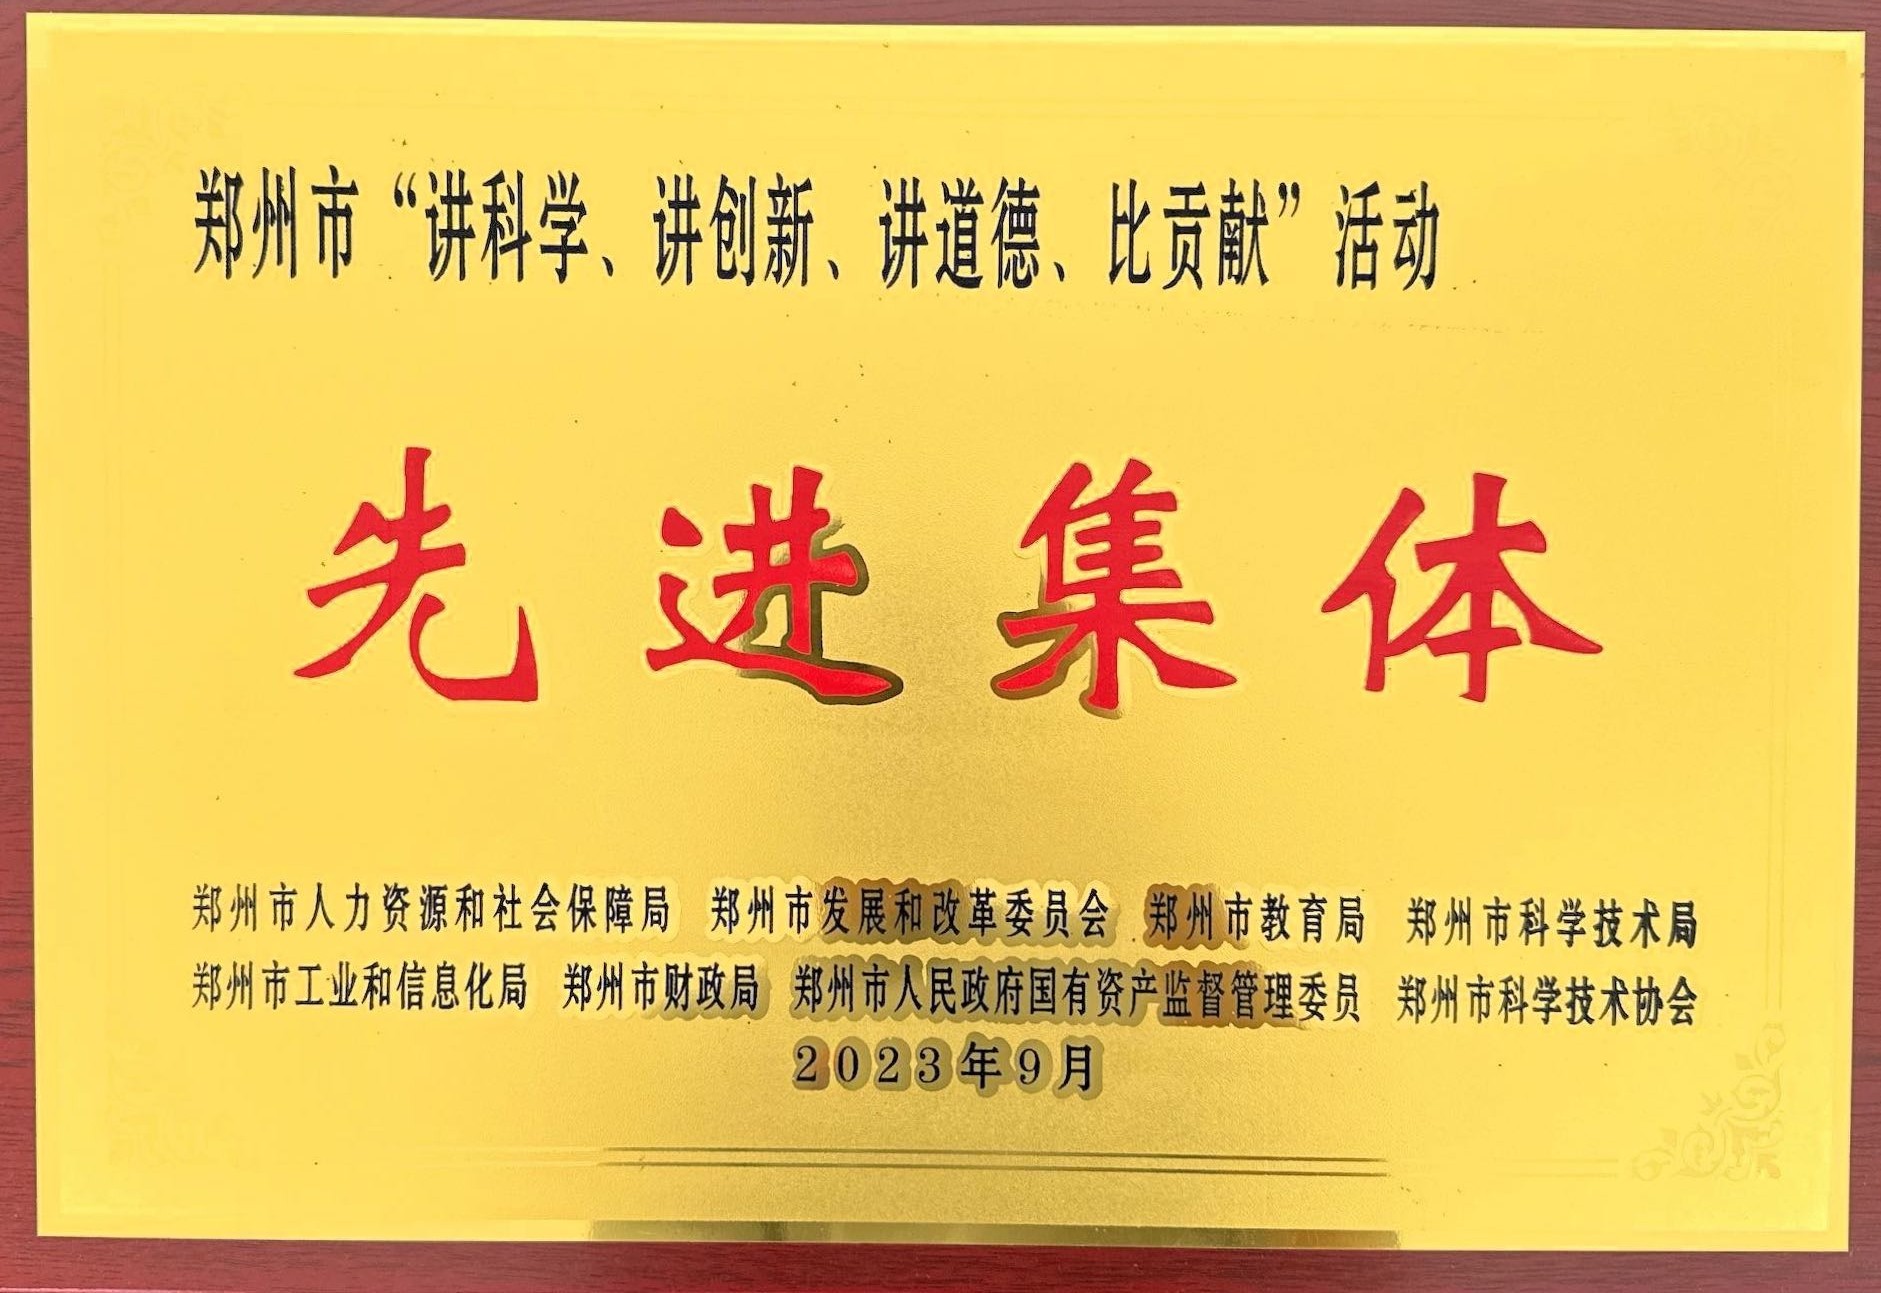 郑州市“讲科学、讲创新、讲道德、比贡献”活动
先进集体
郑州市人力资源和社会保障局 郑州市发展和改革委员会 郑州市教育局 郑州市科学技术局
郑州市工业和信息化局 郑州市财政局 郑州市人民政府国有资产监督管理委员 郑州市科学技术协会
2023年9月